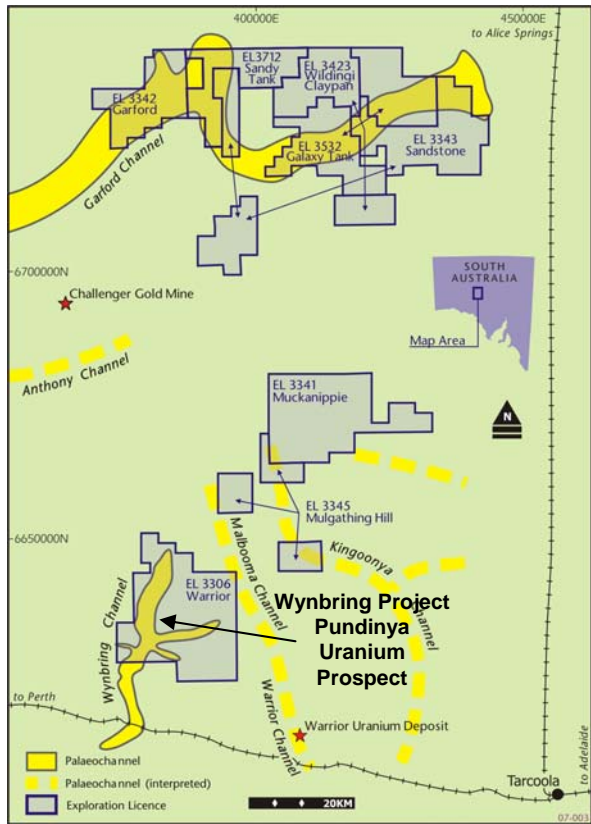 400000E
450000E
to Alice Springs
EL3712
Sandy
Tank
EL 3423
Wildingi
Claypan
EL 3342
Garford
EL 3532
Galaxy Tank
EL 3343
Sandstone
Garford Channel
6700000N
Challenger Gold Mine
SOUTH
AUSTRALIA
Map Area
Anthony Channel
N
EL 3341
Muckanippie
EL 3345
Mulgathing Hill
6650000N
Malbooma Channel
Kingoonya
Channel
EL 3306
Warrior
Wynbring Channel
Wynbring Project
Pundinya
Uranium
Prospect
to Perth
Warrior Channel
Warrior Uranium Deposit
to Adelaide
Palaeochannel
Palaeochannel (interpreted)
Exploration Licence
20KM
Tarcoola
07-003